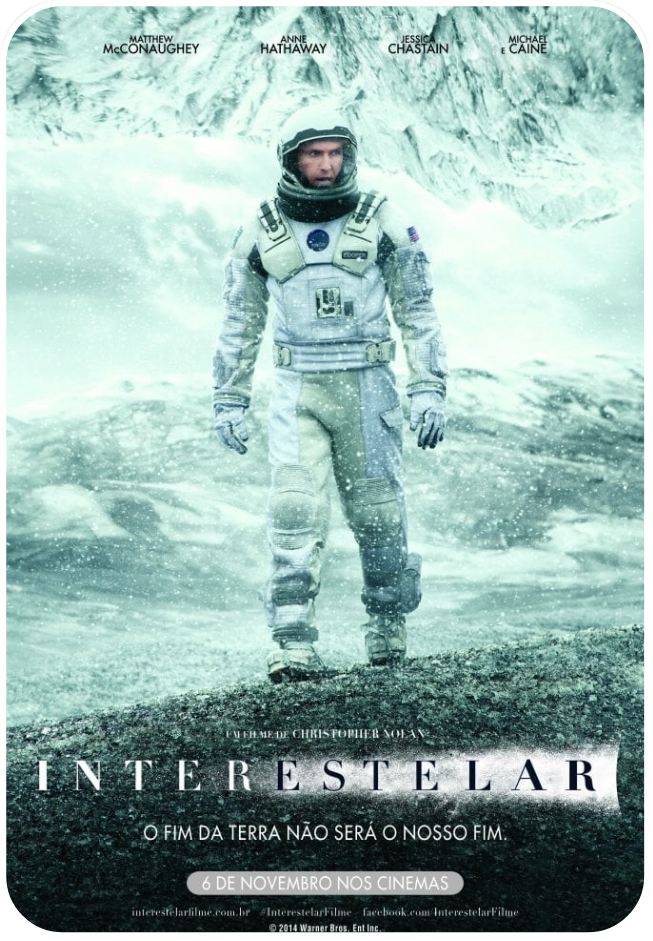 MATTHEW McCONAUGHEY
ANNE HATHAWAY
JESSICA CHASTAIN
E MICHAEL CAINE
UM FILME DE CHRISTOPHER NOLAN
INTERESTELAR
O FIM DA TERRA NÃO SERÁ O NOSSO FIM.
6 DE NOVEMBRO NOS CINEMAS
interestelarfilme.com.br #InterestelarFilme facebook.com/InterestelarFilme
© 2014 Warner Bros. Ent Inc.